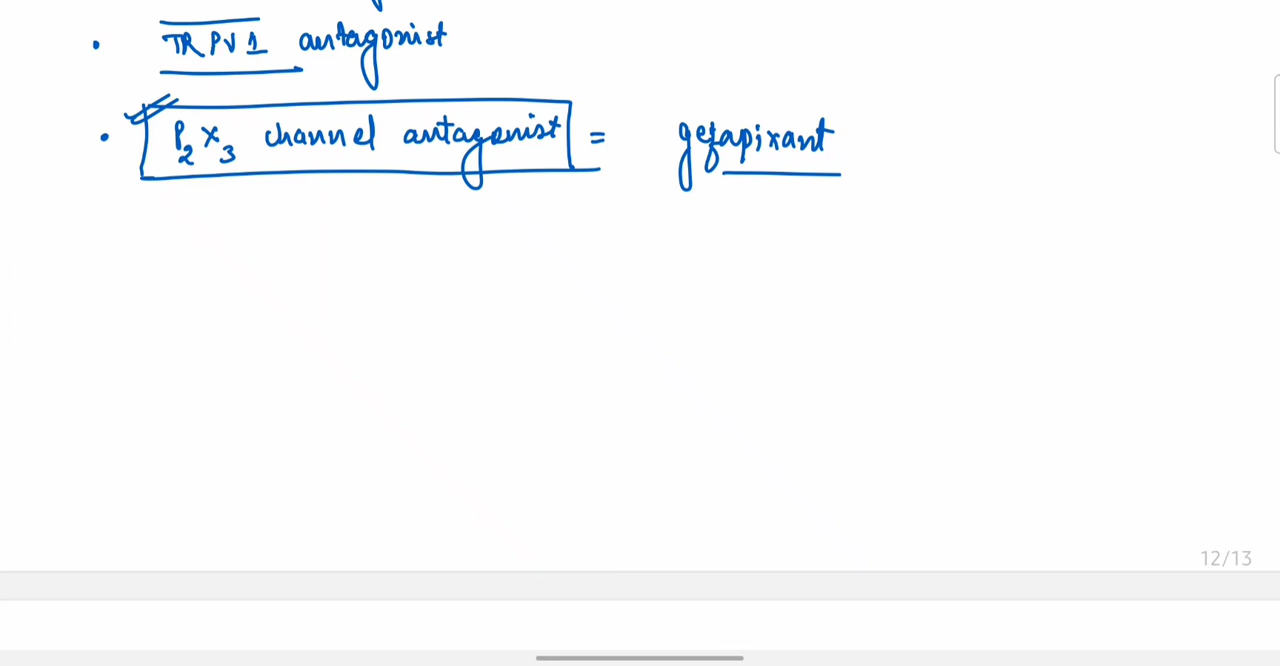 • TRPV1 antagonist
• P2X3 channel antagonist = gefapixant
12/13